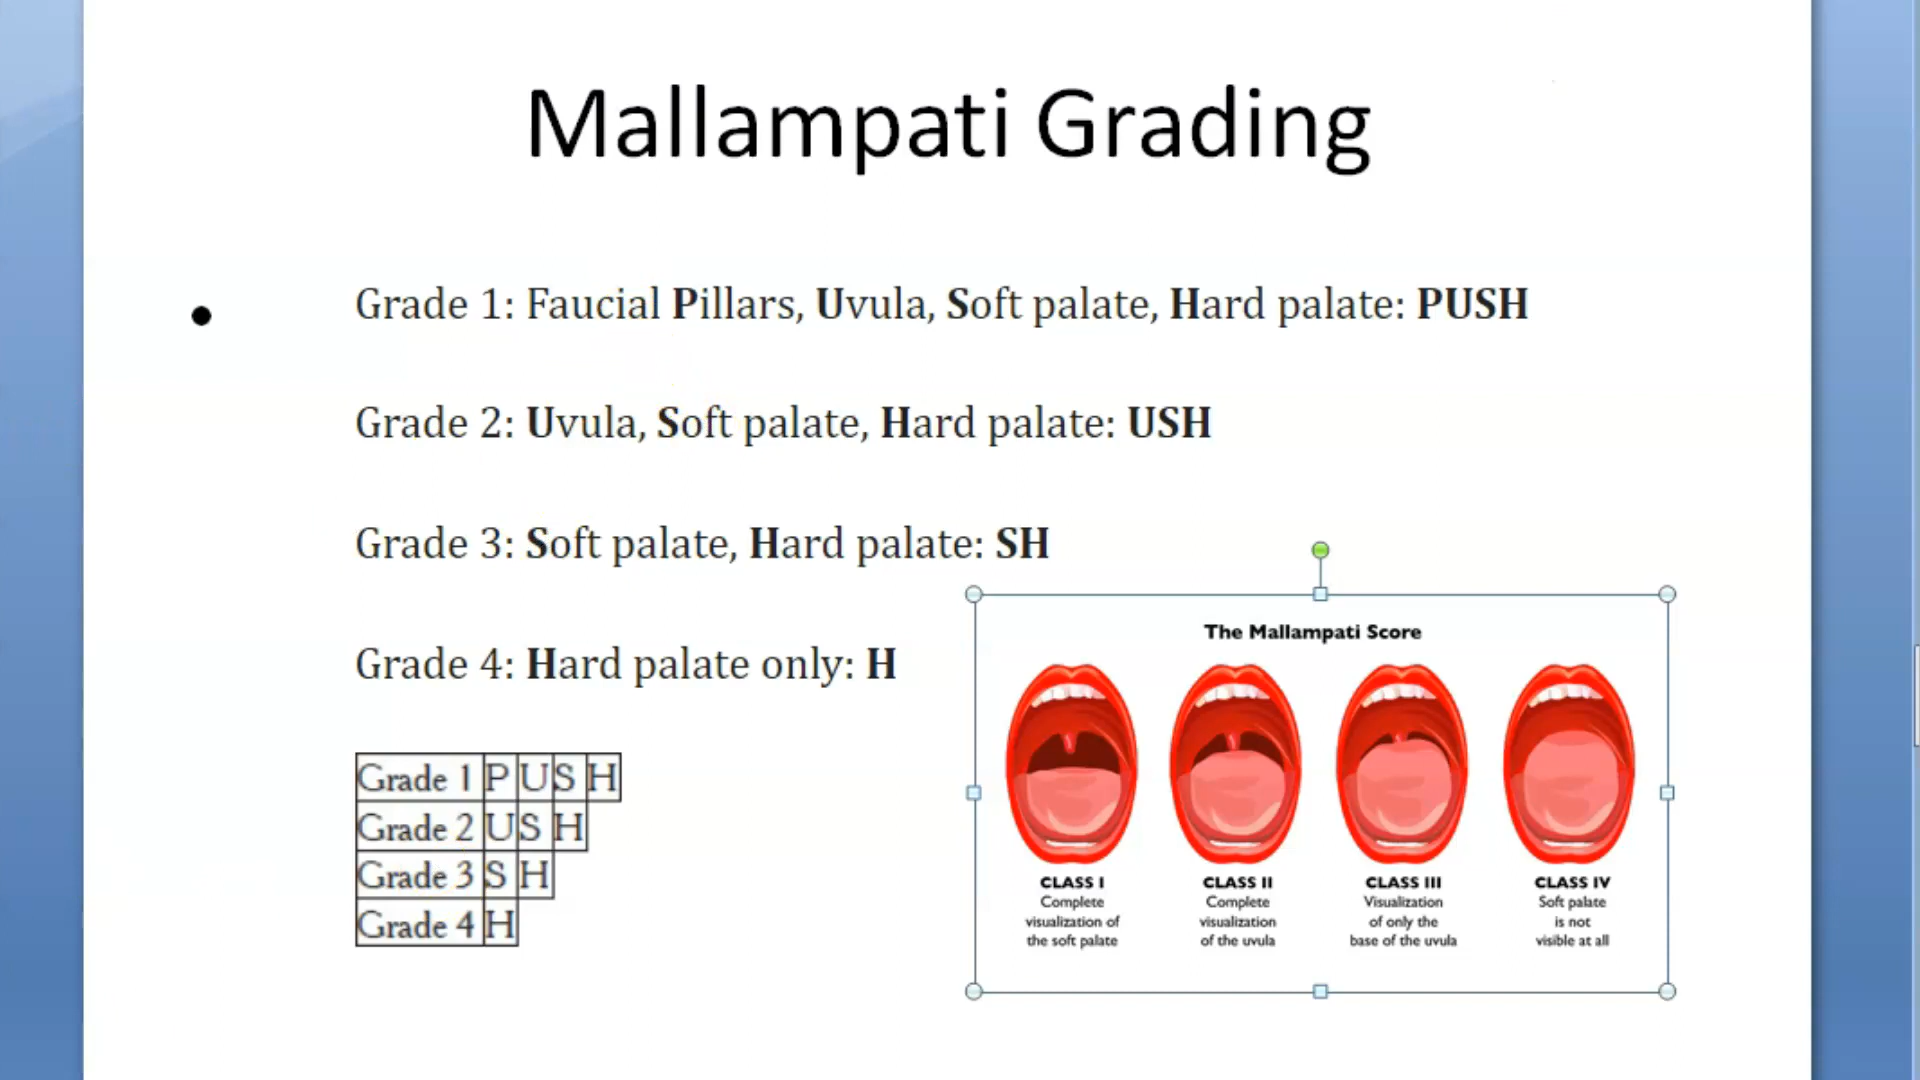 Mallampati Grading
• Grade 1: Faucial Pillars, Uvula, Soft palate, Hard palate: PUSH
Grade 2: Uvula, Soft palate, Hard palate: USH
Grade 3: Soft palate, Hard palate: SH
Grade 4: Hard palate only: H
Grade 1 P U S H
Grade 2 U S H
Grade 3 S H
Grade 4 H
The Mallampati Score
CLASS I
Complete
visualization of
the soft palate
CLASS II
Complete
visualization
of the uvula
CLASS III
Visualization
of only the
base of the uvula
CLASS IV
Soft palate
is not
visible at all